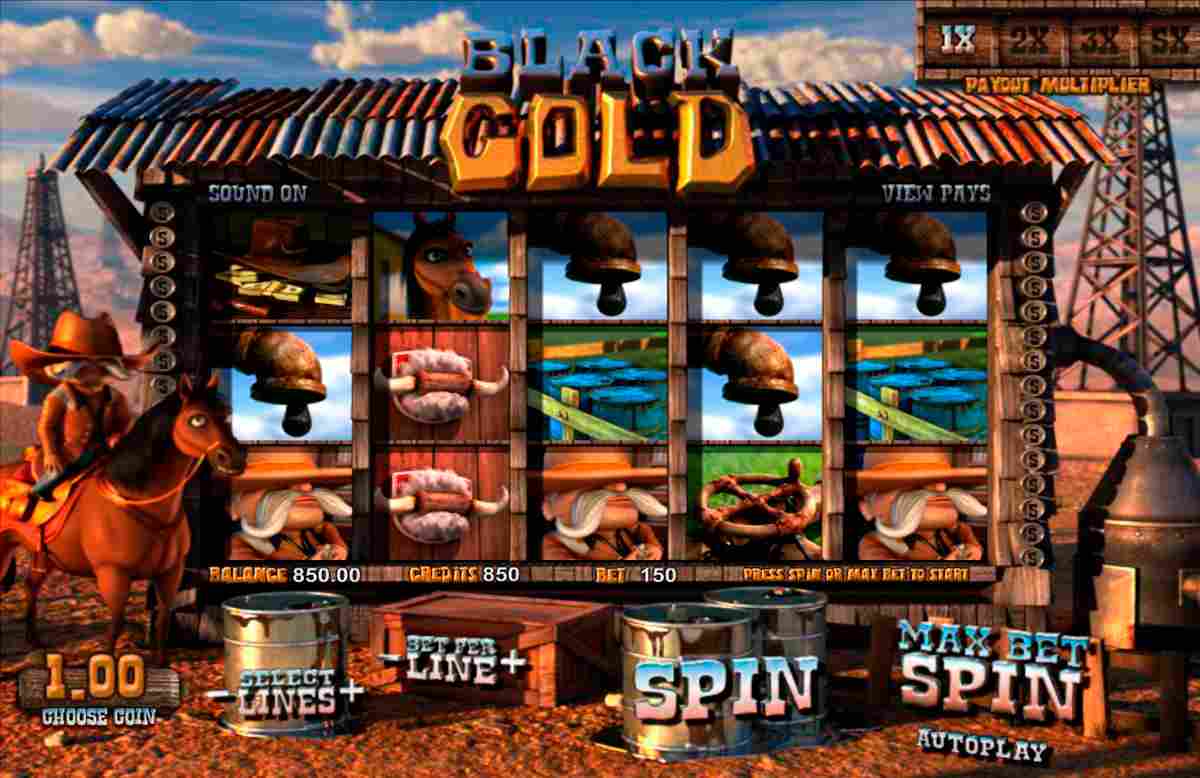 BLACK
GOLD
1X 2X 3X 5X
PAYOUT MULTIPLIER
SOUND ON
VIEW PAYS
BALANCE 850.00 CREDITS 850 BET 150 PRESS SPIN OR MAX BET TO START
1.00
CHOOSE COIN
- SELECT LINES +
- BET PER LINE +
SPIN
MAX BET
SPIN
AUTOPLAY